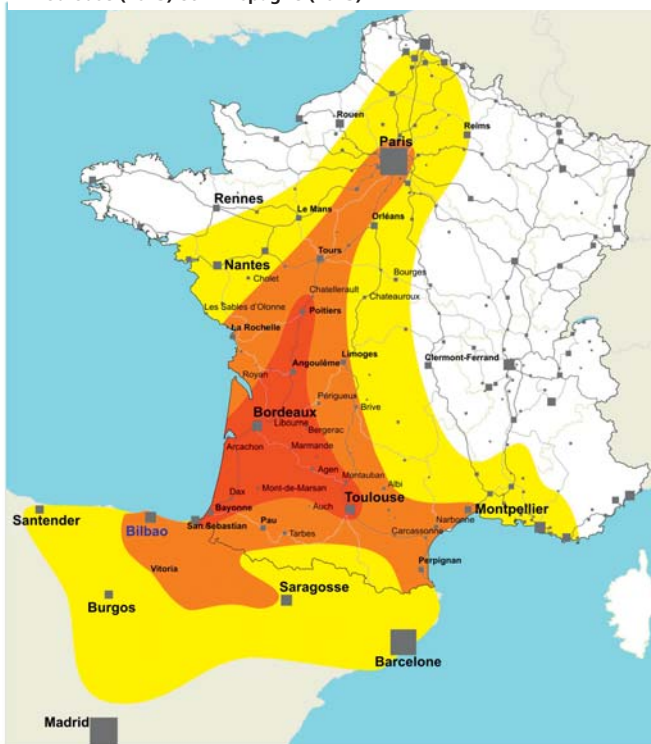 Rouen
Reims
Paris
Rennes
Le Mans
Orléans
Tours
Nantes
Cholet
Bourges
Chatellerault
Chateauroux
Les Sables d'Olonne
Poitiers
La Rochelle
Limoges
Clermont-Ferrand
Royan
Angoulême
Périgueux
Brive
Bordeaux
Libourne
Bergerac
Arcachon
Marmande
Agen
Montauban
Albi
Dax
Mont-de-Marsan
Bayonne
Auch
Toulouse
Montpellier
Santender
Bilbao
San Sebastian
Pau
Tarbes
Carcassonne
Narbonne
Vitoria
Perpignan
Saragosse
Burgos
Barcelone
Madrid